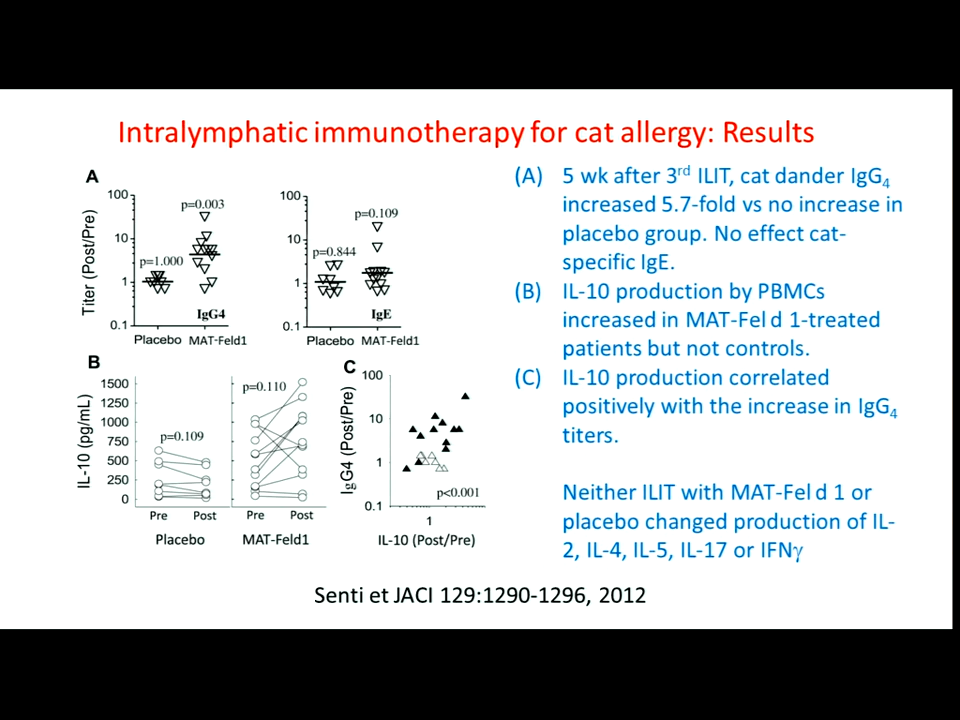 Intralymphatic immunotherapy for cat allergy: Results
A
100
10
1
0.1
Titer (Post/Pre)
p=1.000
p=0.003
IgG4
Placebo MAT-Feld1
100
10
1
0.1
p=0.844
p=0.109
IgE
Placebo MAT-Feld1
B
1500
1250
1000
750
500
250
0
IL-10 (pg/mL)
p=0.109
Pre Post
Placebo
p=0.110
Pre Post
MAT-Feld1
C
100
10
1
0.1
IgG4 (Post/Pre)
p<0.001
1
IL-10 (Post/Pre)
(A) 5 wk after 3rd ILIT, cat dander IgG4
increased 5.7-fold vs no increase in
placebo group. No effect cat-
specific IgE.
(B) IL-10 production by PBMCs
increased in MAT-Fel d 1-treated
patients but not controls.
(C) IL-10 production correlated
positively with the increase in IgG4
titers.
Neither ILIT with MAT-Fel d 1 or
placebo changed production of IL-
2, IL-4, IL-5, IL-17 or IFNγ
Senti et JACI 129:1290-1296, 2012